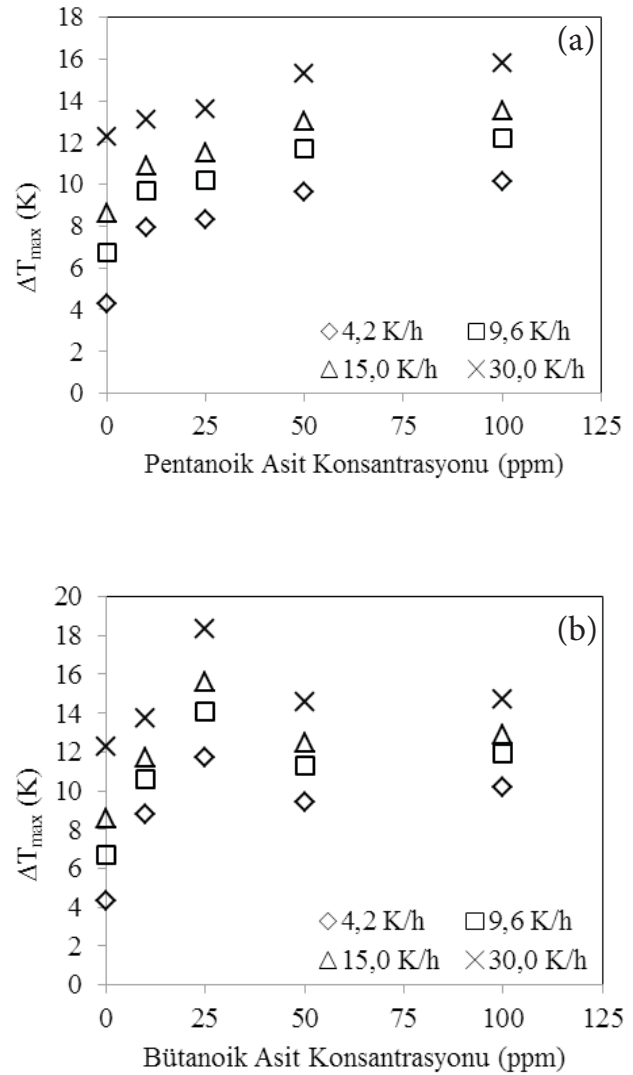 (a)
ΔTmax (K)
18
16
14
12
10
8
6
4
2
0
◇4,2 K/h □9,6 K/h
△15,0 K/h ×30,0 K/h
0 25 50 75 100 125
Pentanoik Asit Konsantrasyonu (ppm)
(b)
ΔTmax (K)
20
18
16
14
12
10
8
6
4
2
0
◇4,2 K/h □9,6 K/h
△15,0 K/h ×30,0 K/h
0 25 50 75 100 125
Bütanoik Asit Konsantrasyonu (ppm)